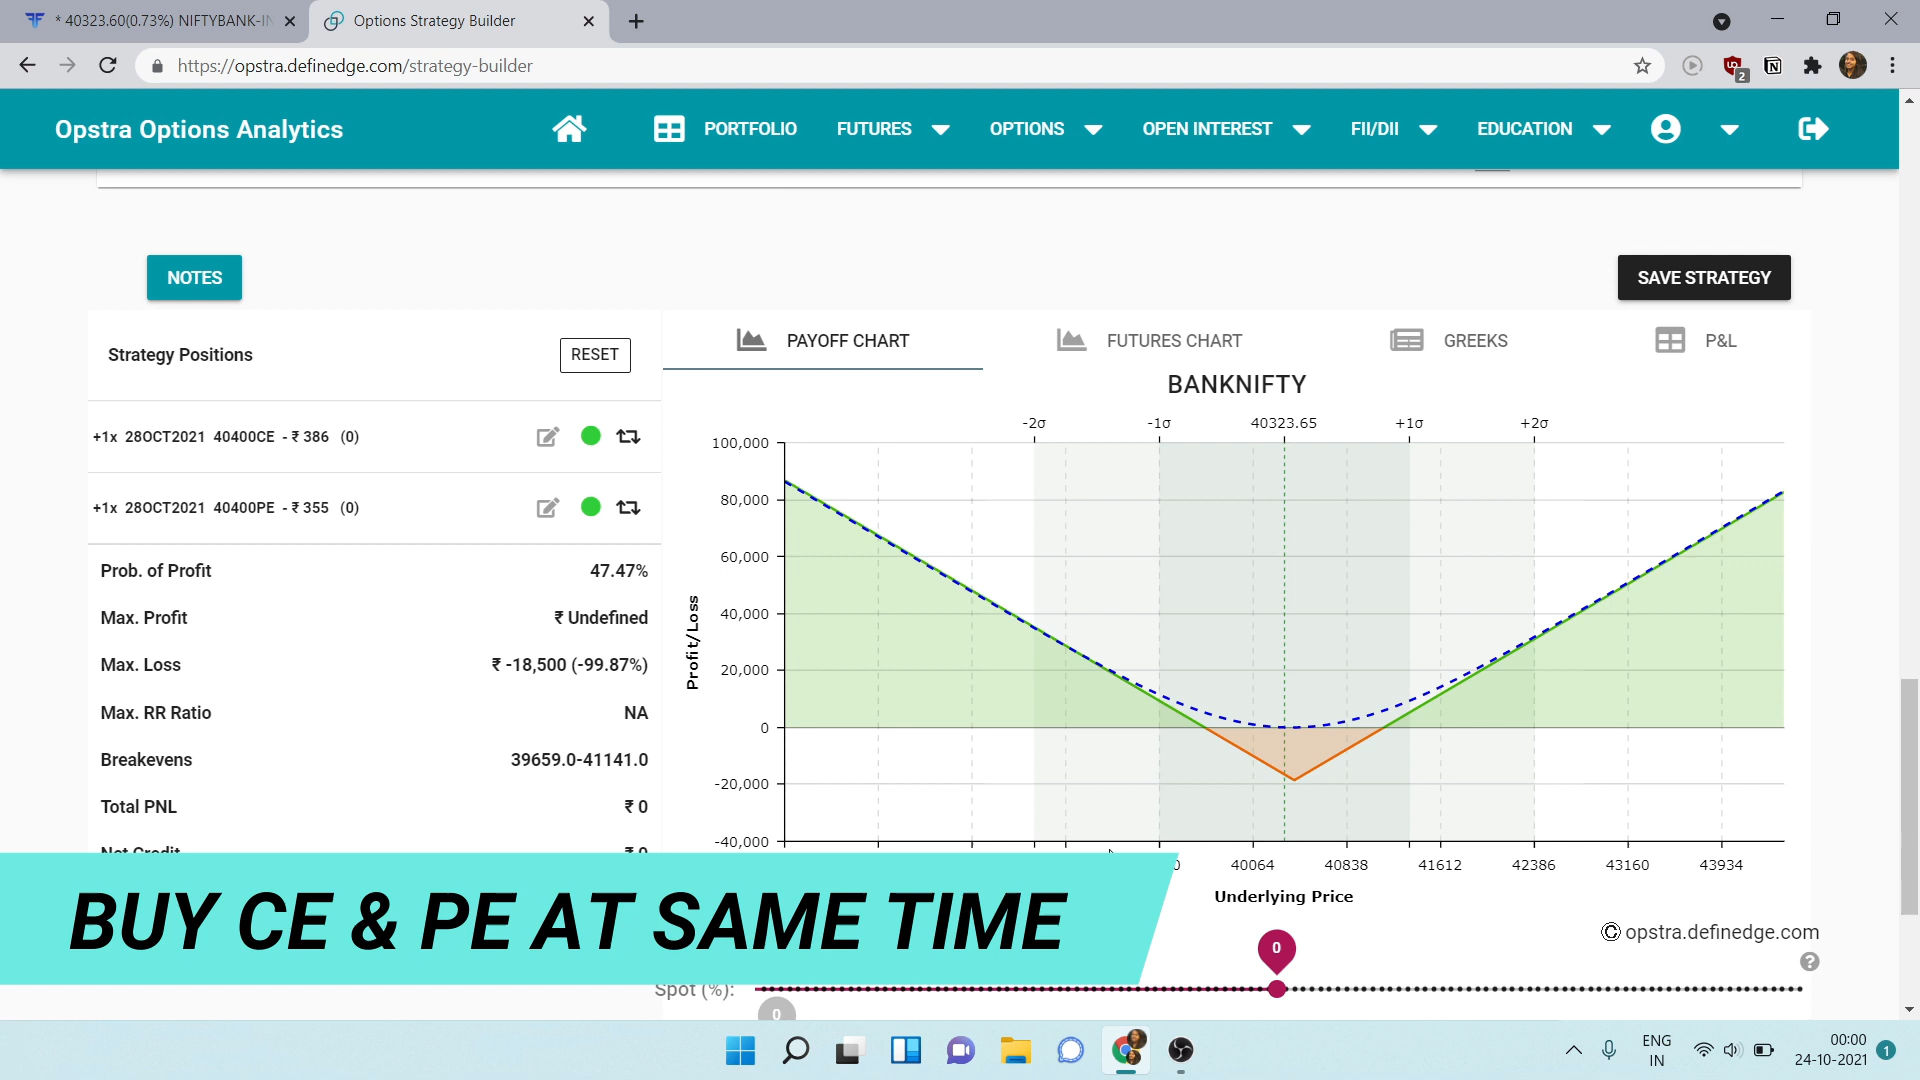 * 40323.60(0.73%) NIFTYBANK-IN
Options Strategy Builder
https://opstra.definedge.com/strategy-builder
2
Opstra Options Analytics
PORTFOLIO
FUTURES
OPTIONS
OPEN INTEREST
FII/DII
EDUCATION
NOTES
SAVE STRATEGY
Strategy Positions
RESET
PAYOFF CHART
FUTURES CHART
GREEKS
P&L
BANKNIFTY
-2σ -1σ 40323.65 +1σ +2σ
+1x 28OCT2021 40400CE - ₹ 386 (0)
+1x 28OCT2021 40400PE - ₹ 355 (0)
Prob. of Profit 47.47%
Max. Profit ₹ Undefined
Max. Loss ₹ -18,500 (-99.87%)
Max. RR Ratio NA
Breakevens 39659.0-41141.0
Total PNL ₹ 0
Net Credit ₹ 0
100,000
80,000
60,000
40,000
20,000
0
-20,000
-40,000
Profit/Loss
0 40064 40838 41612 42386 43160 43934
Underlying Price
BUY CE & PE AT SAME TIME
© opstra.definedge.com
?
0
Spot (%):
0
ENG
IN
00:00
24-10-2021
1